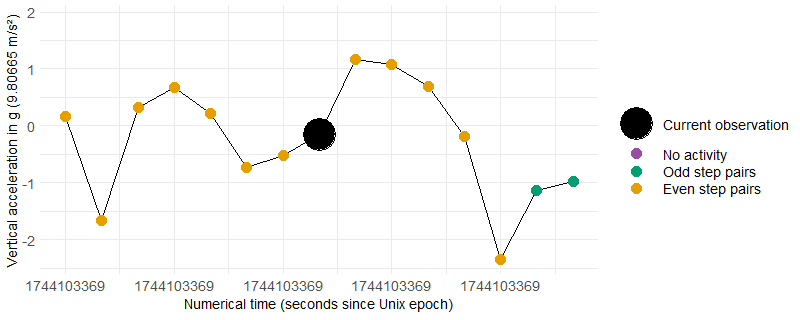 Vertical acceleration in g (9.80665 m/s²)
2
1
0
-1
-2
1744103369 1744103369 1744103369 1744103369 1744103369
Numerical time (seconds since Unix epoch)
Current observation
No activity
Odd step pairs
Even step pairs